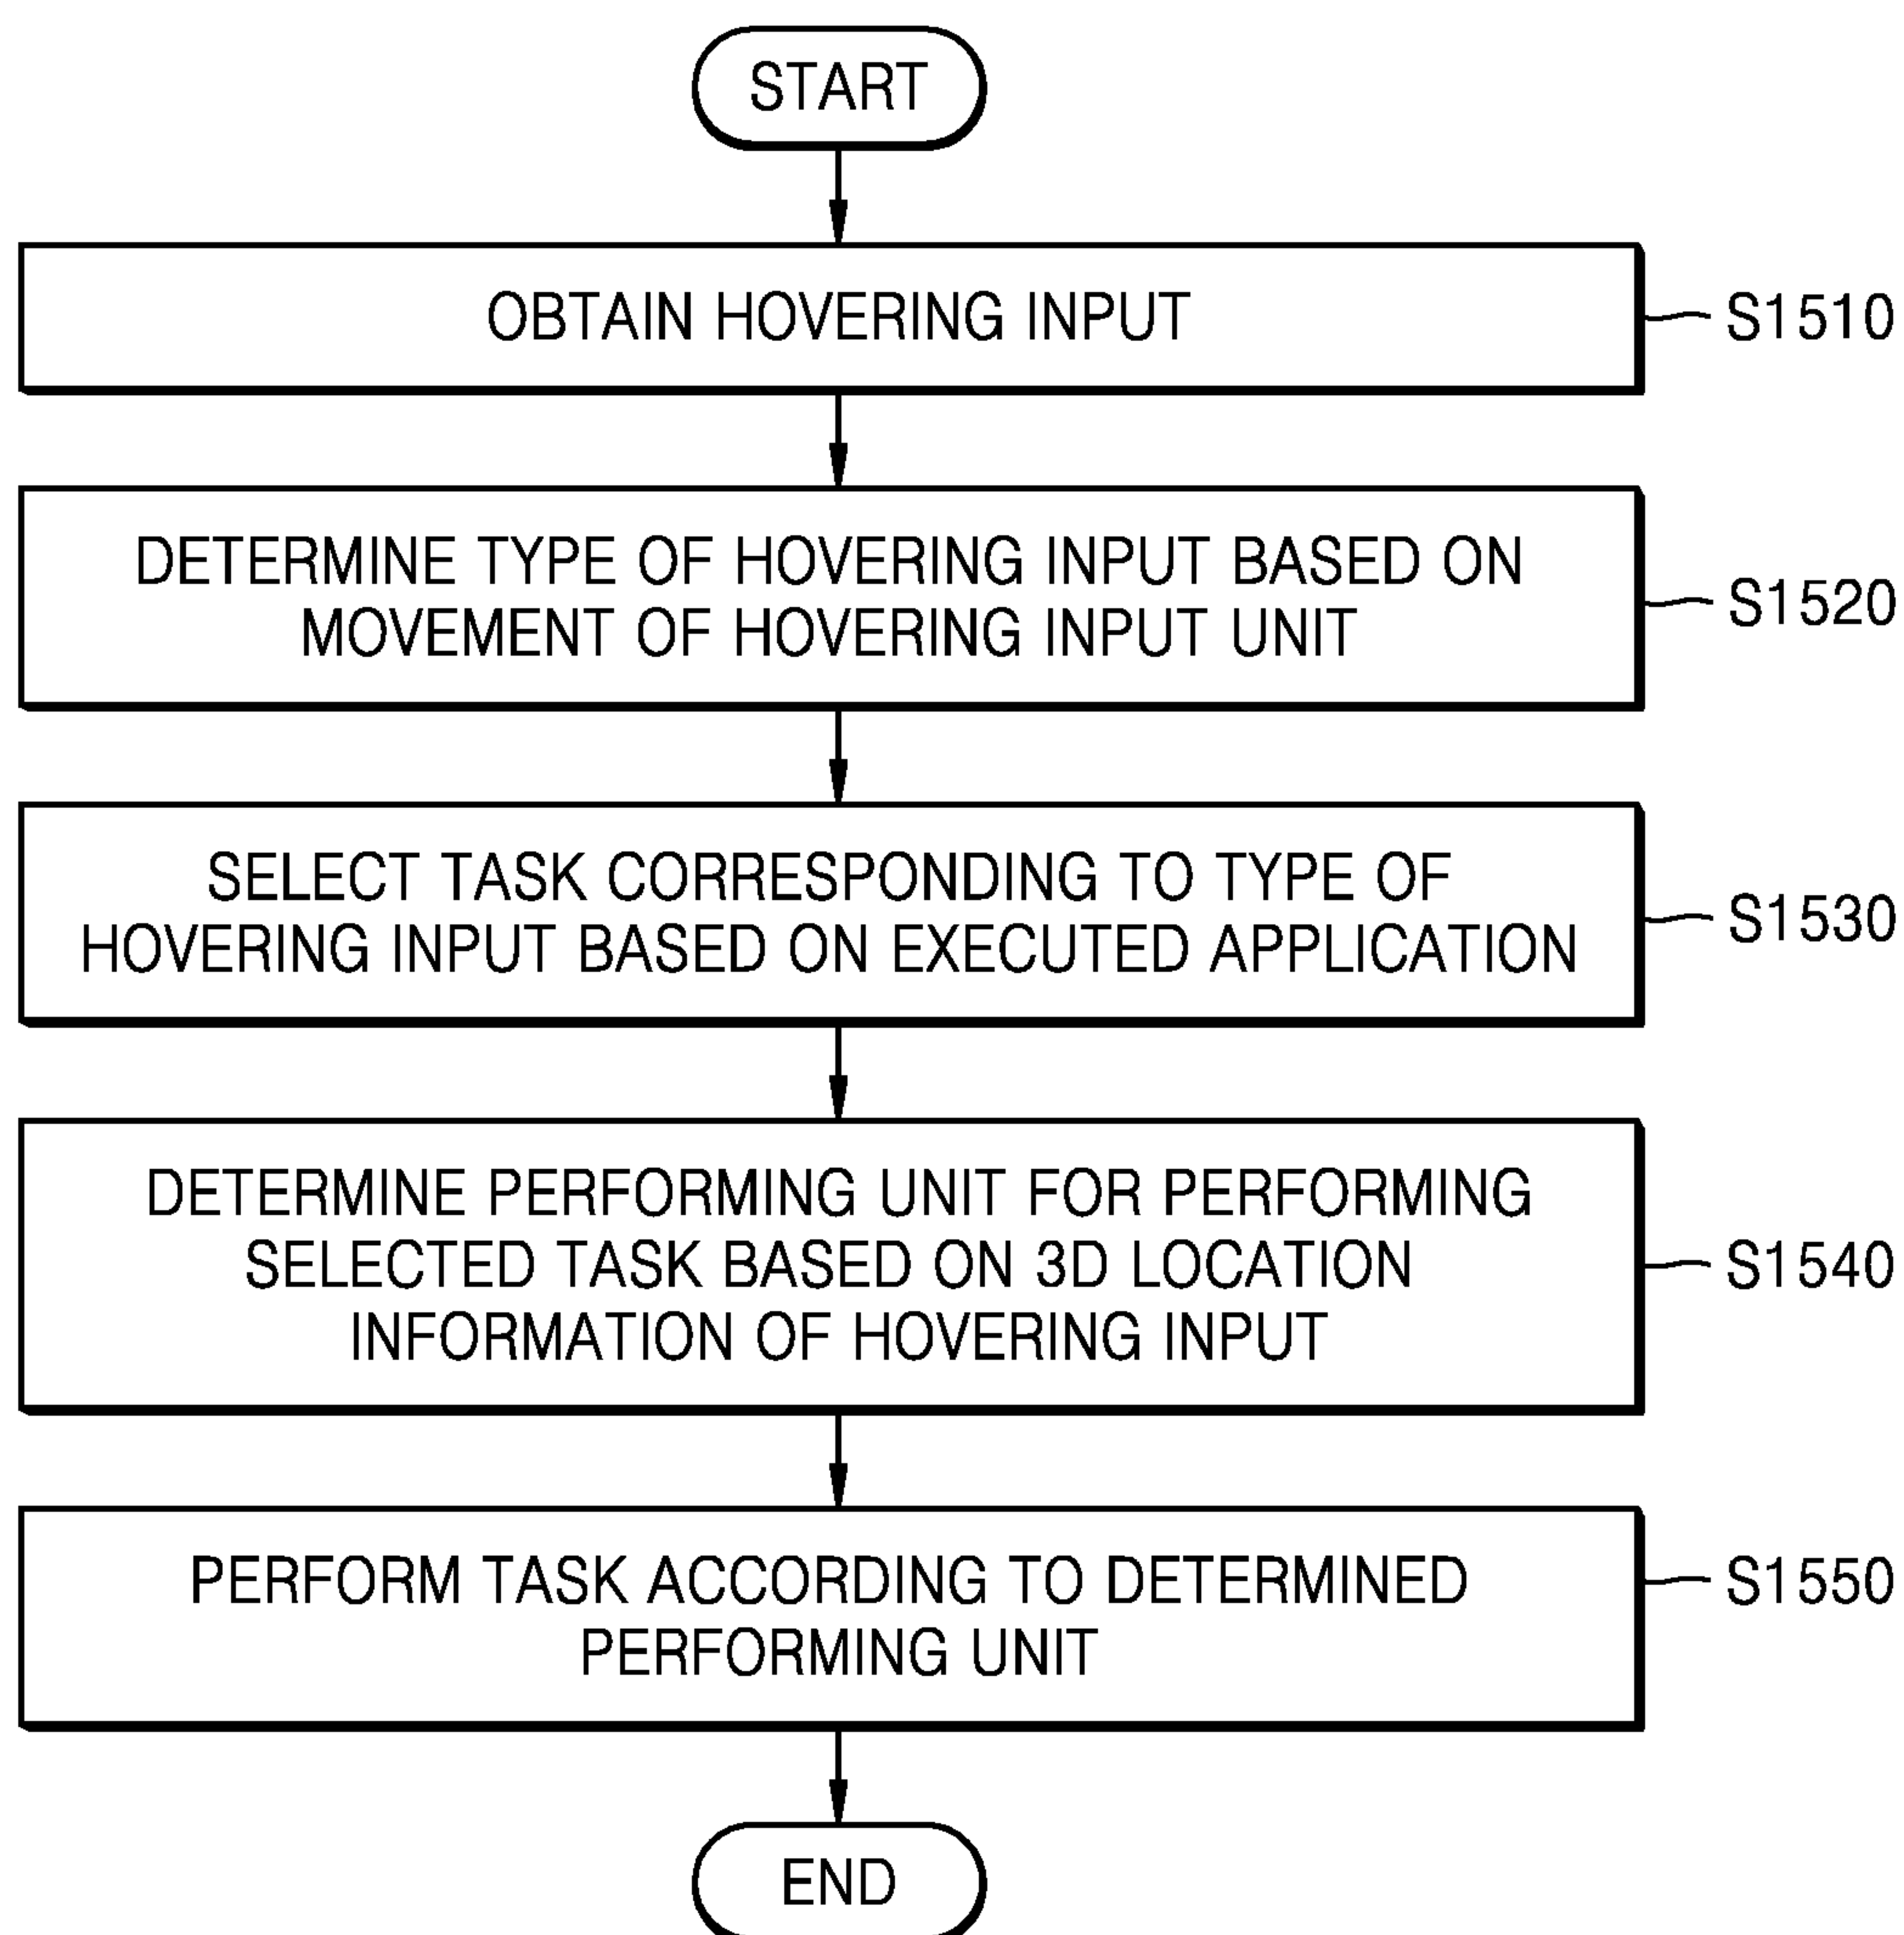 START
OBTAIN HOVERING INPUT
S1510
DETERMINE TYPE OF HOVERING INPUT BASED ON
MOVEMENT OF HOVERING INPUT UNIT
S1520
SELECT TASK CORRESPONDING TO TYPE OF
HOVERING INPUT BASED ON EXECUTED APPLICATION
S1530
DETERMINE PERFORMING UNIT FOR PERFORMING
SELECTED TASK BASED ON 3D LOCATION
INFORMATION OF HOVERING INPUT
S1540
PERFORM TASK ACCORDING TO DETERMINED
PERFORMING UNIT
S1550
END